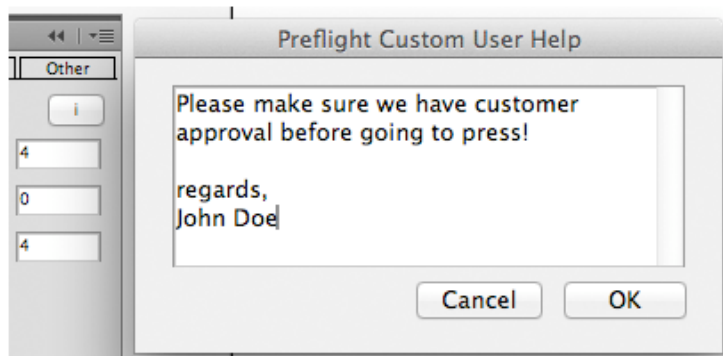 Preflight Custom User Help
Other
i
4
0
4
Please make sure we have customer
approval before going to press!
regards,
John Doe
Cancel
OK